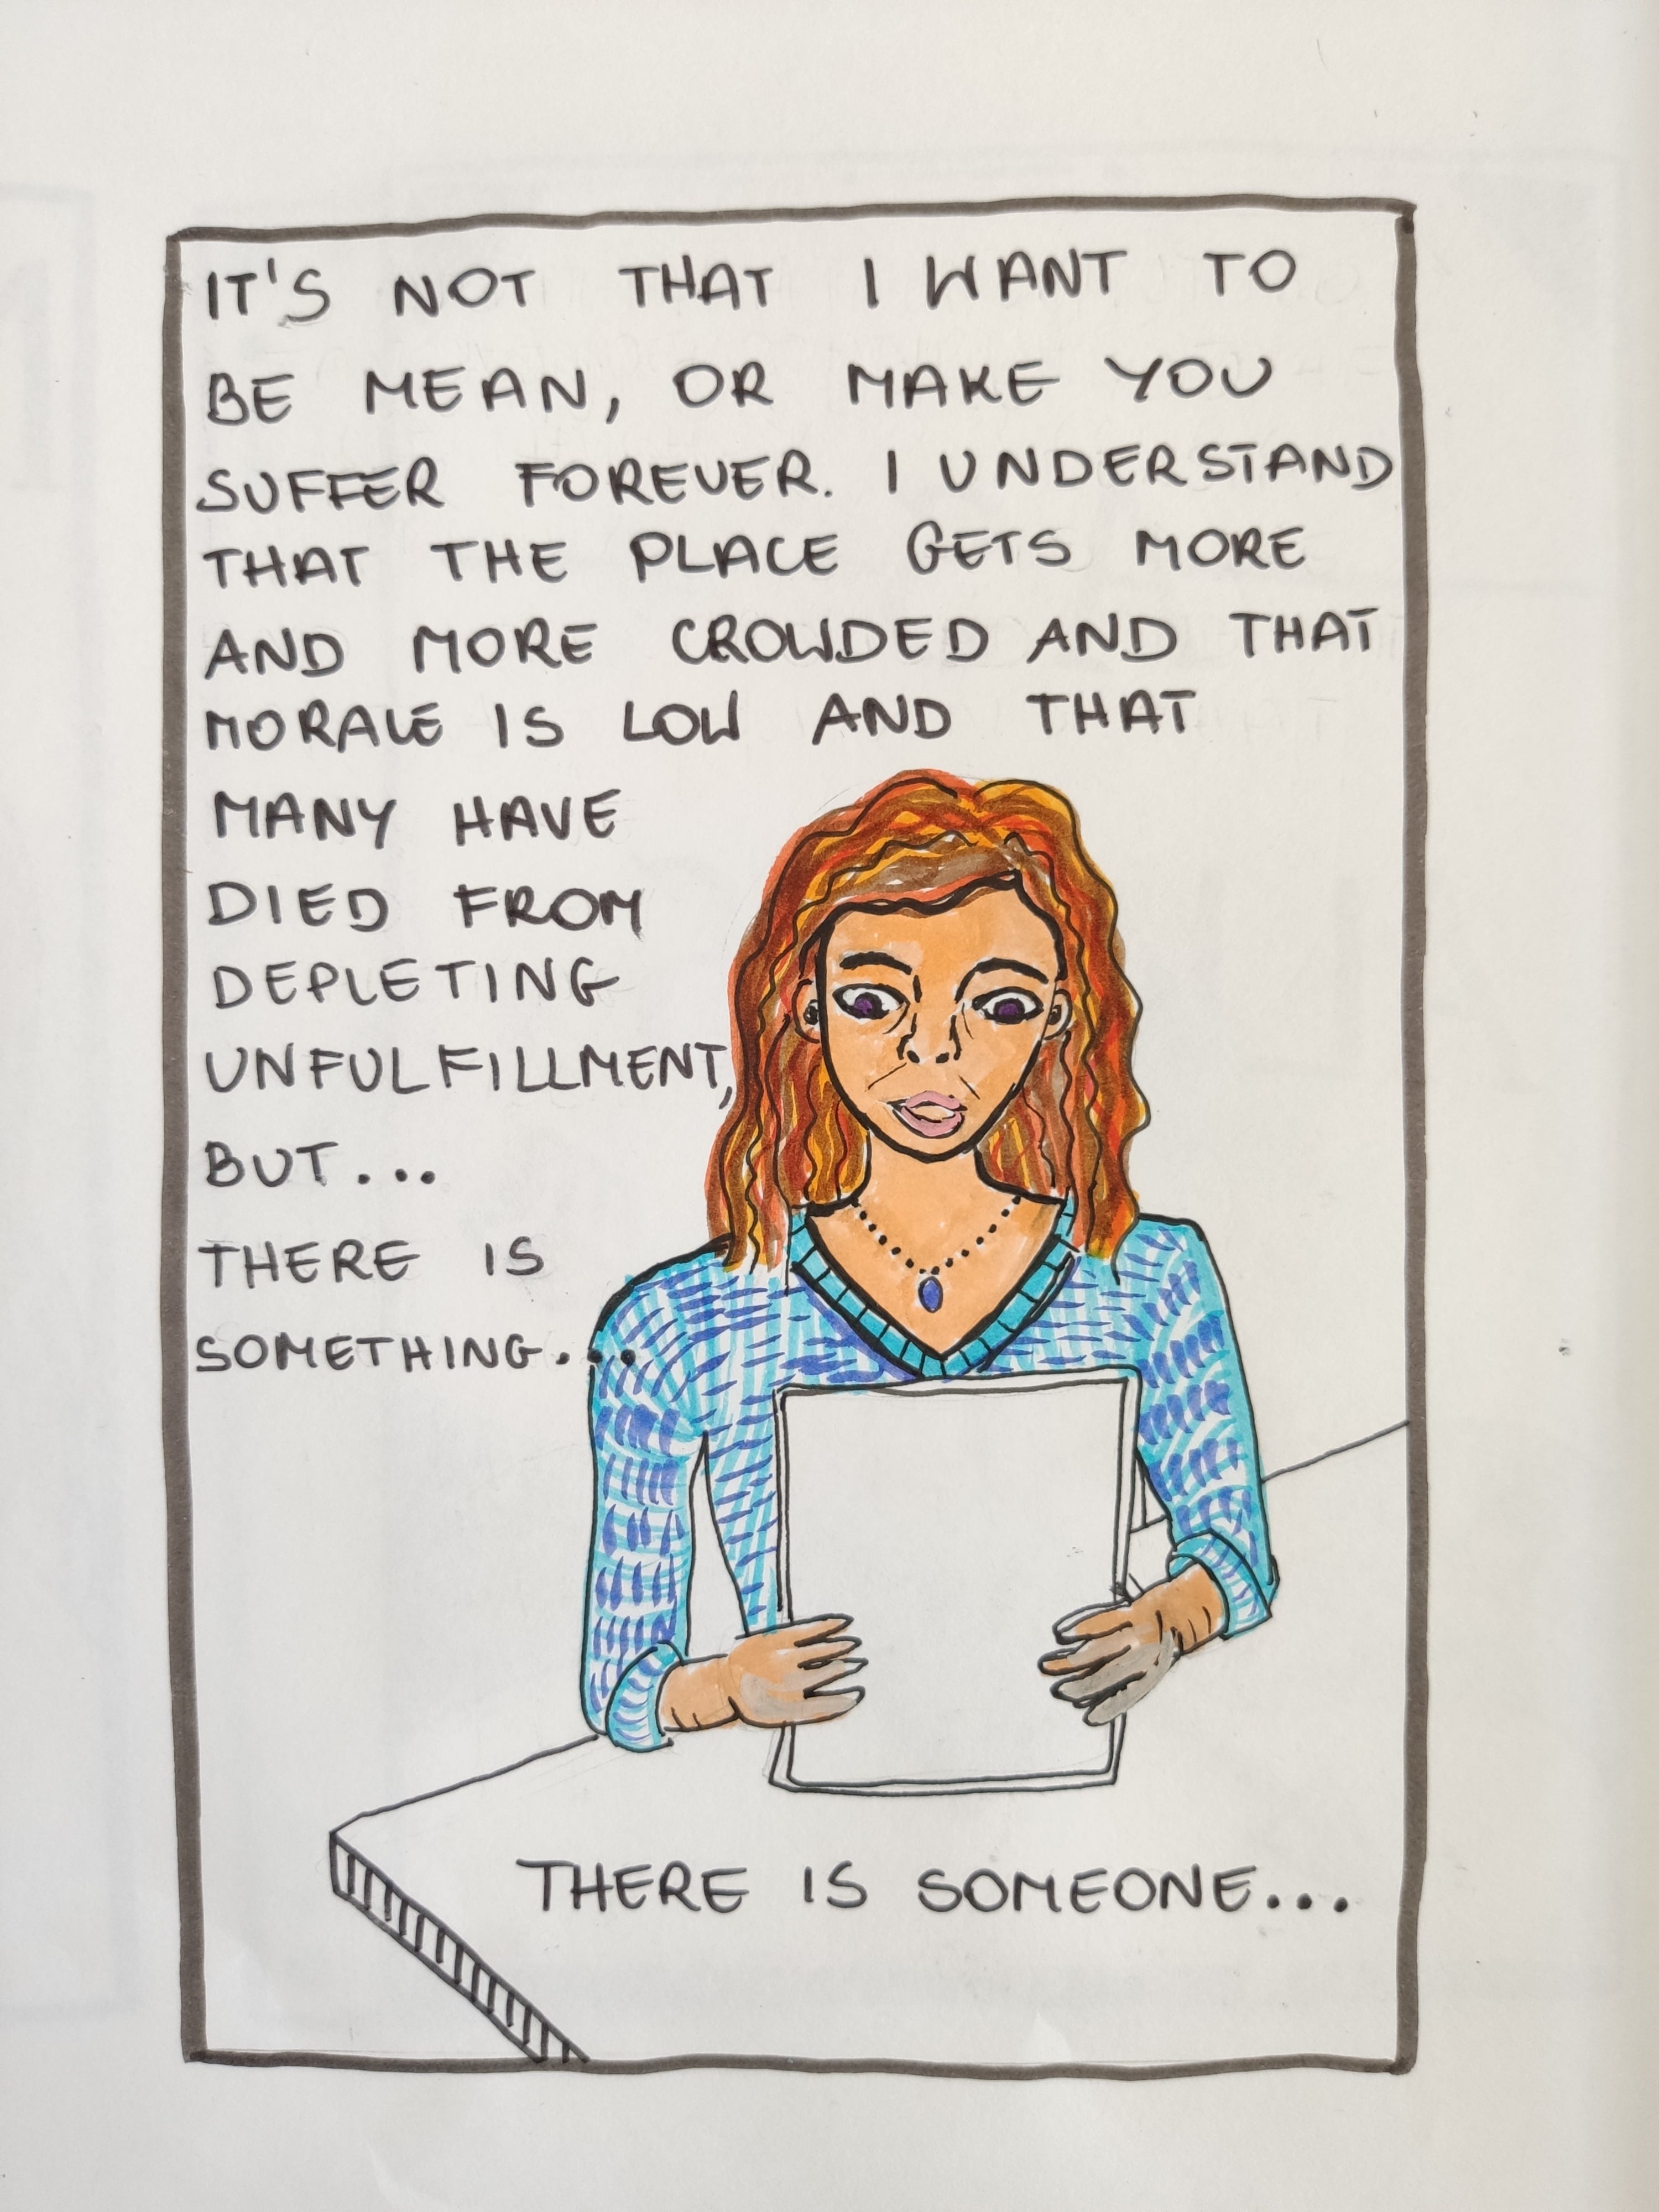 IT'S NOT THAT I WANT TO
BE MEAN, OR MAKE YOU
SUFFER FOREVER. I UNDERSTAND
THAT THE PLACE GETS MORE
AND MORE CROWDED AND THAT
MORALE IS LOW AND THAT
MANY HAVE
DIED FROM
DEPLETING
UNFULFILLMENT,
BUT...
THERE IS
SOMETHING...
THERE IS SOMEONE...